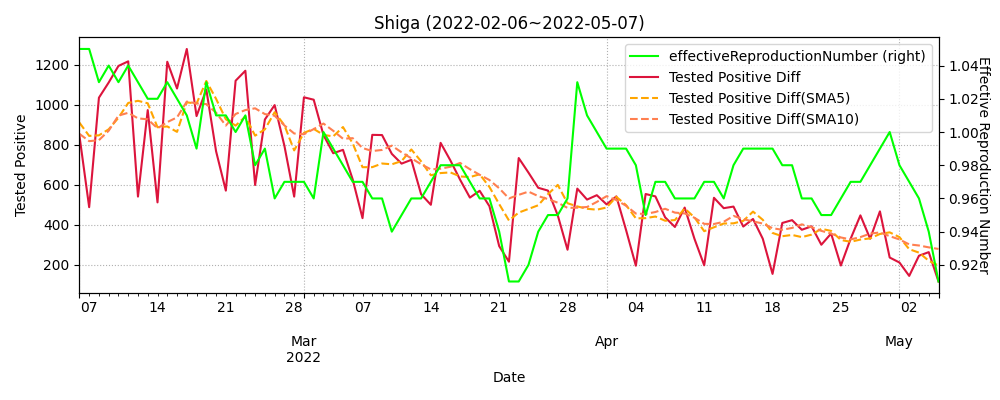 Shiga (2022-02-06~2022-05-07)
effectiveReproductionNumber (right)
Tested Positive Diff
Tested Positive Diff(SMA5)
Tested Positive Diff(SMA10)
Tested Positive
1200
1000
800
600
400
200
Effective Reproduction Number
1.04
1.02
1.00
0.98
0.96
0.94
0.92
07 14 21 28 07 14 21 28 04 11 18 25 02
Mar Apr May
2022
Date